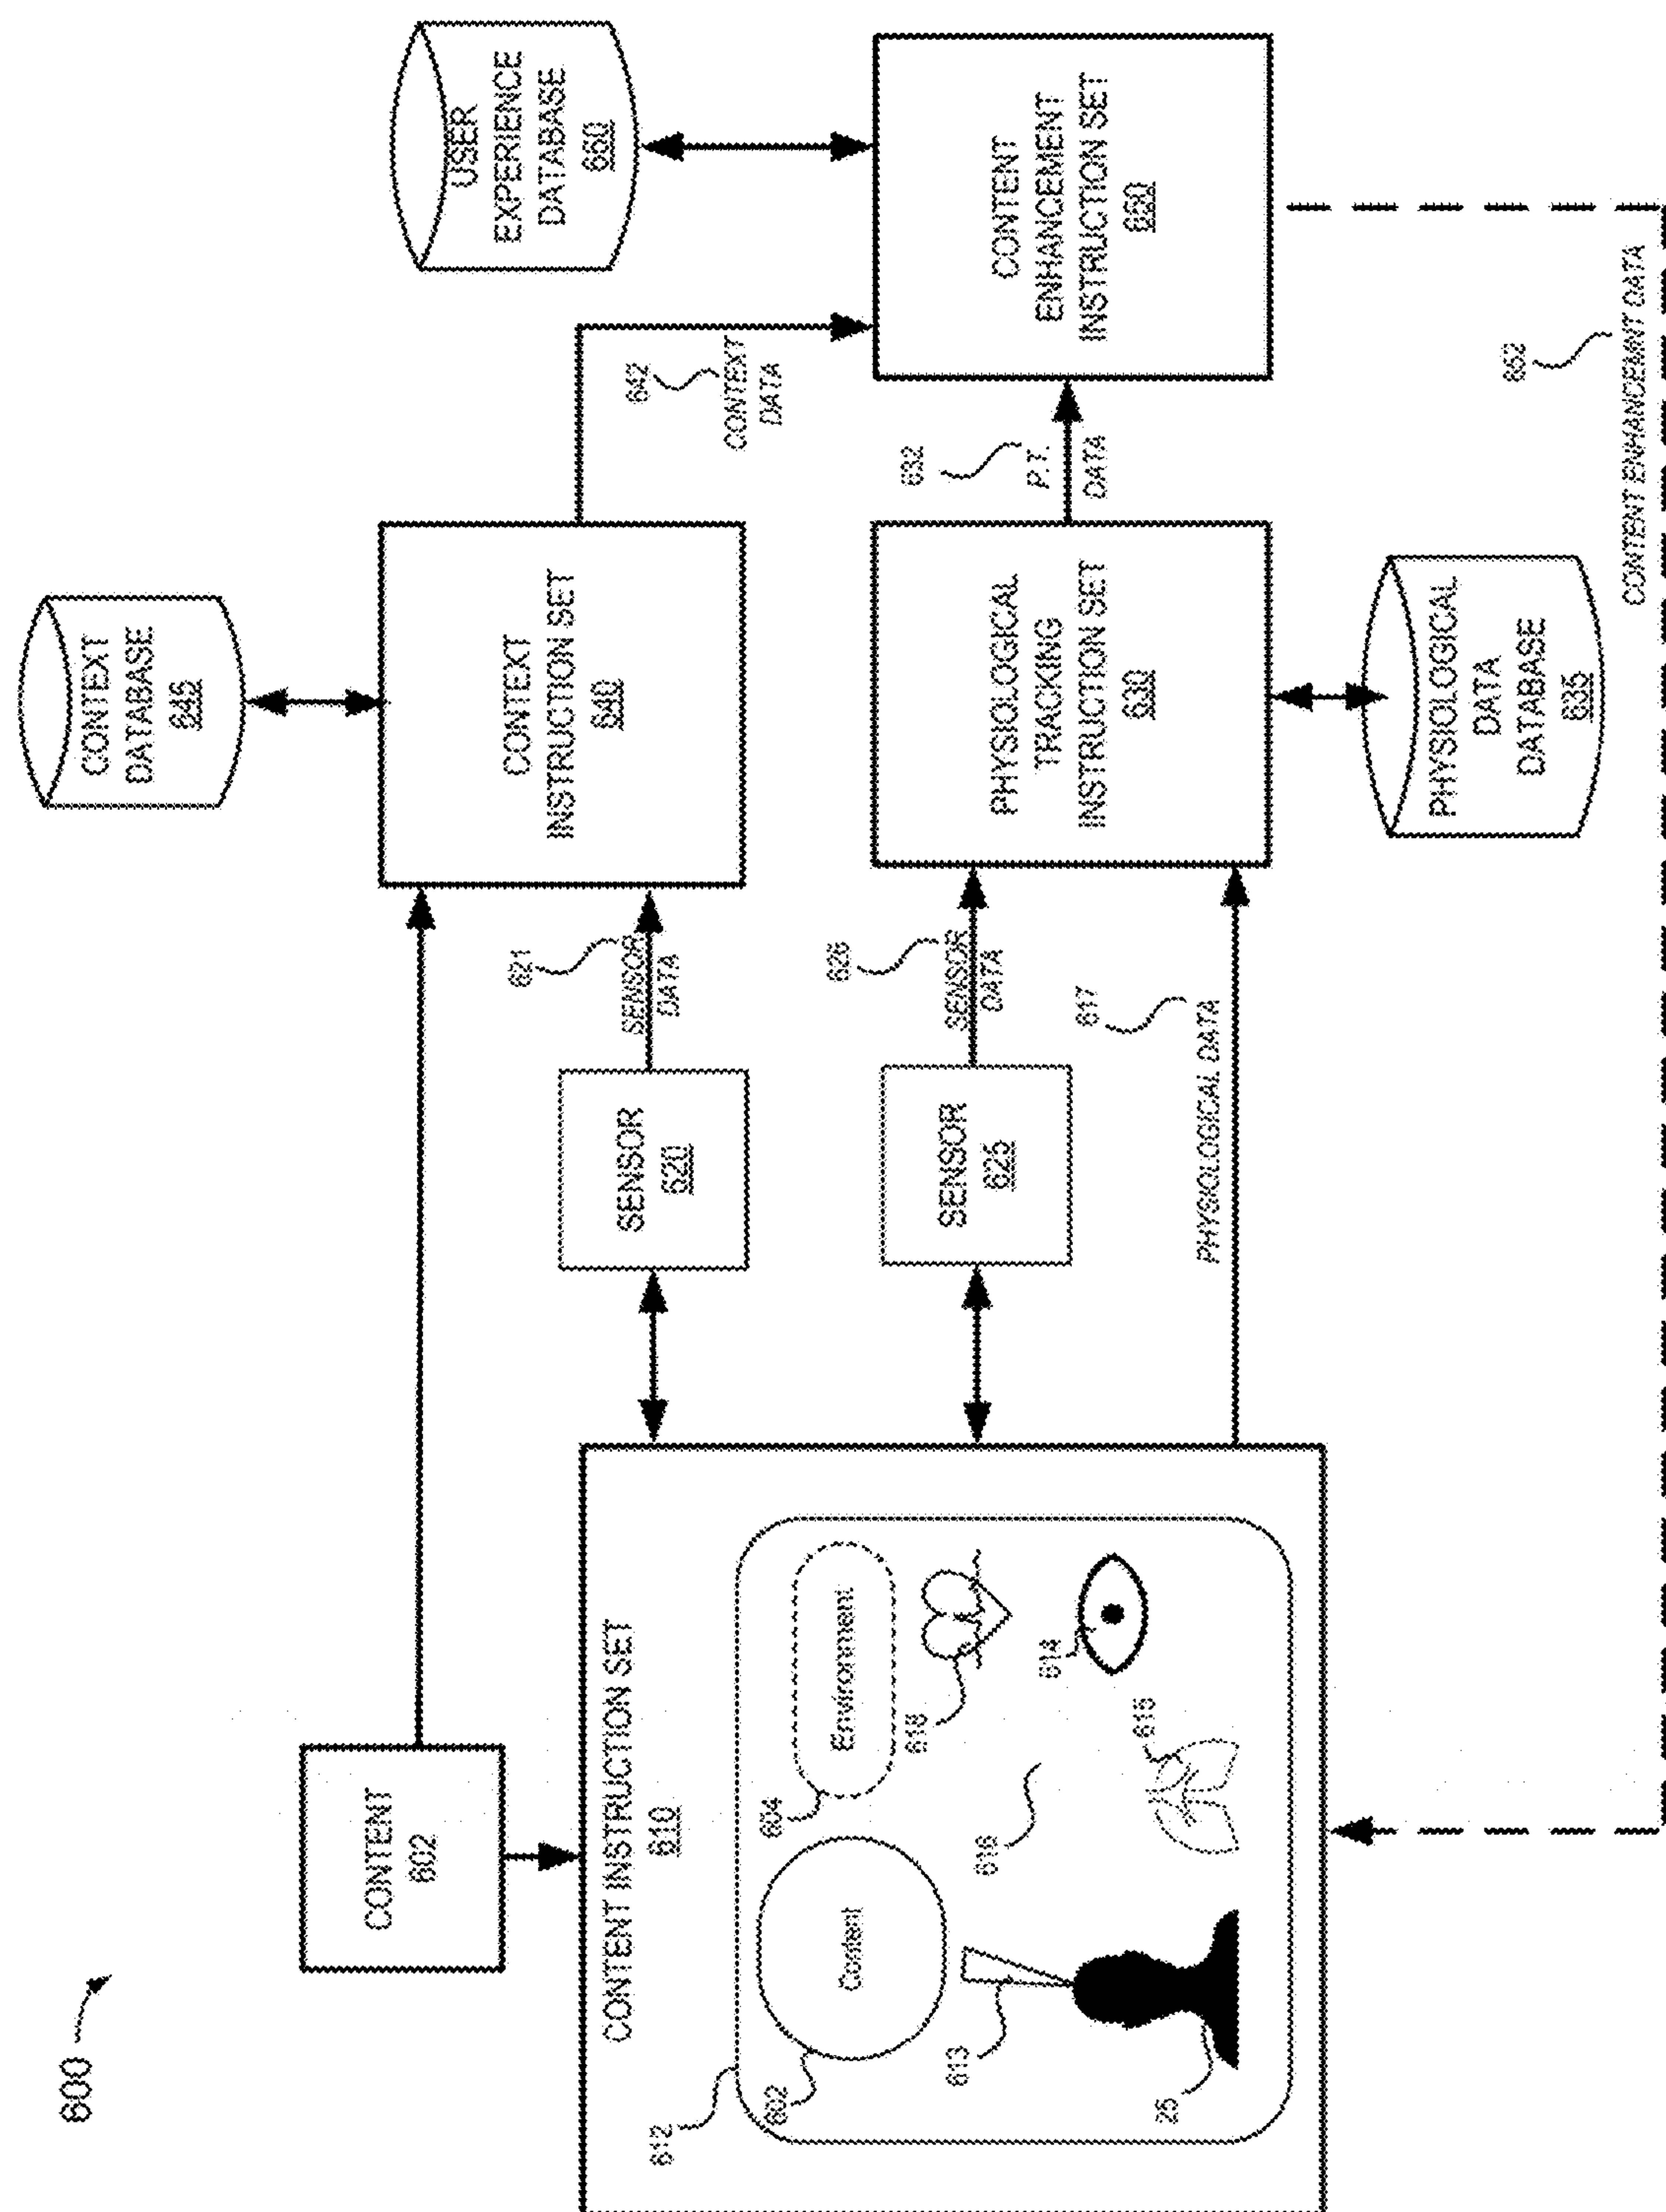 600
CONTENT
602
CONTEXT
DATABASE
645
USER
EXPERIENCE
DATABASE
660
CONTEXT
INSTRUCTION SET
640
642
CONTEXT
DATA
621
SENSOR
DATA
SENSOR
620
CONTENT INSTRUCTION SET
610
612
602
Content
604
Environment
613
616
618
614
615
25
SENSOR
625
626
SENSOR
DATA
617
PHYSIOLOGICAL DATA
PHYSIOLOGICAL
TRACKING
INSTRUCTION SET
630
632
P.T.
DATA
CONTENT
ENHANCEMENT
INSTRUCTION SET
650
PHYSIOLOGICAL
DATA
DATABASE
635
652
CONTENT ENHANCEMNT DATA